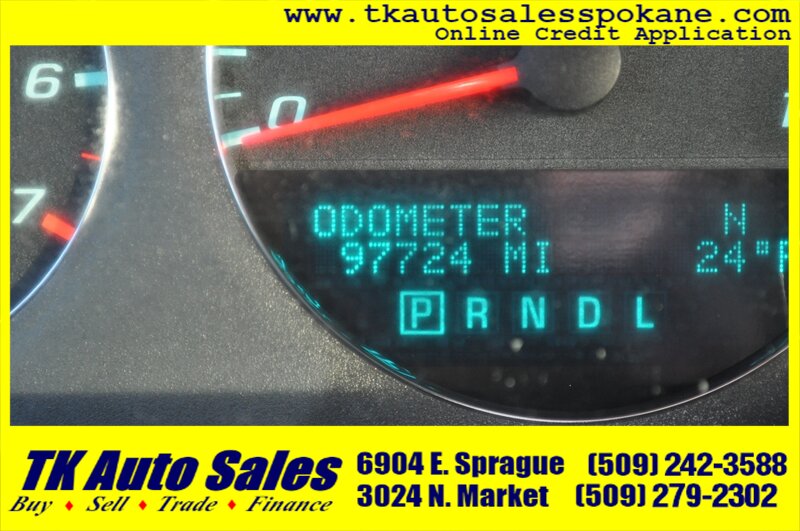 www.tkautosalesspokane.com
Online Credit Application
6
0
7
ODOMETER N
97724 MI 24°F
P R N D L
TK Auto Sales
Buy ♦ Sell ♦ Trade ♦ Finance
6904 E. Sprague (509) 242-3588
3024 N. Market (509) 279-2302